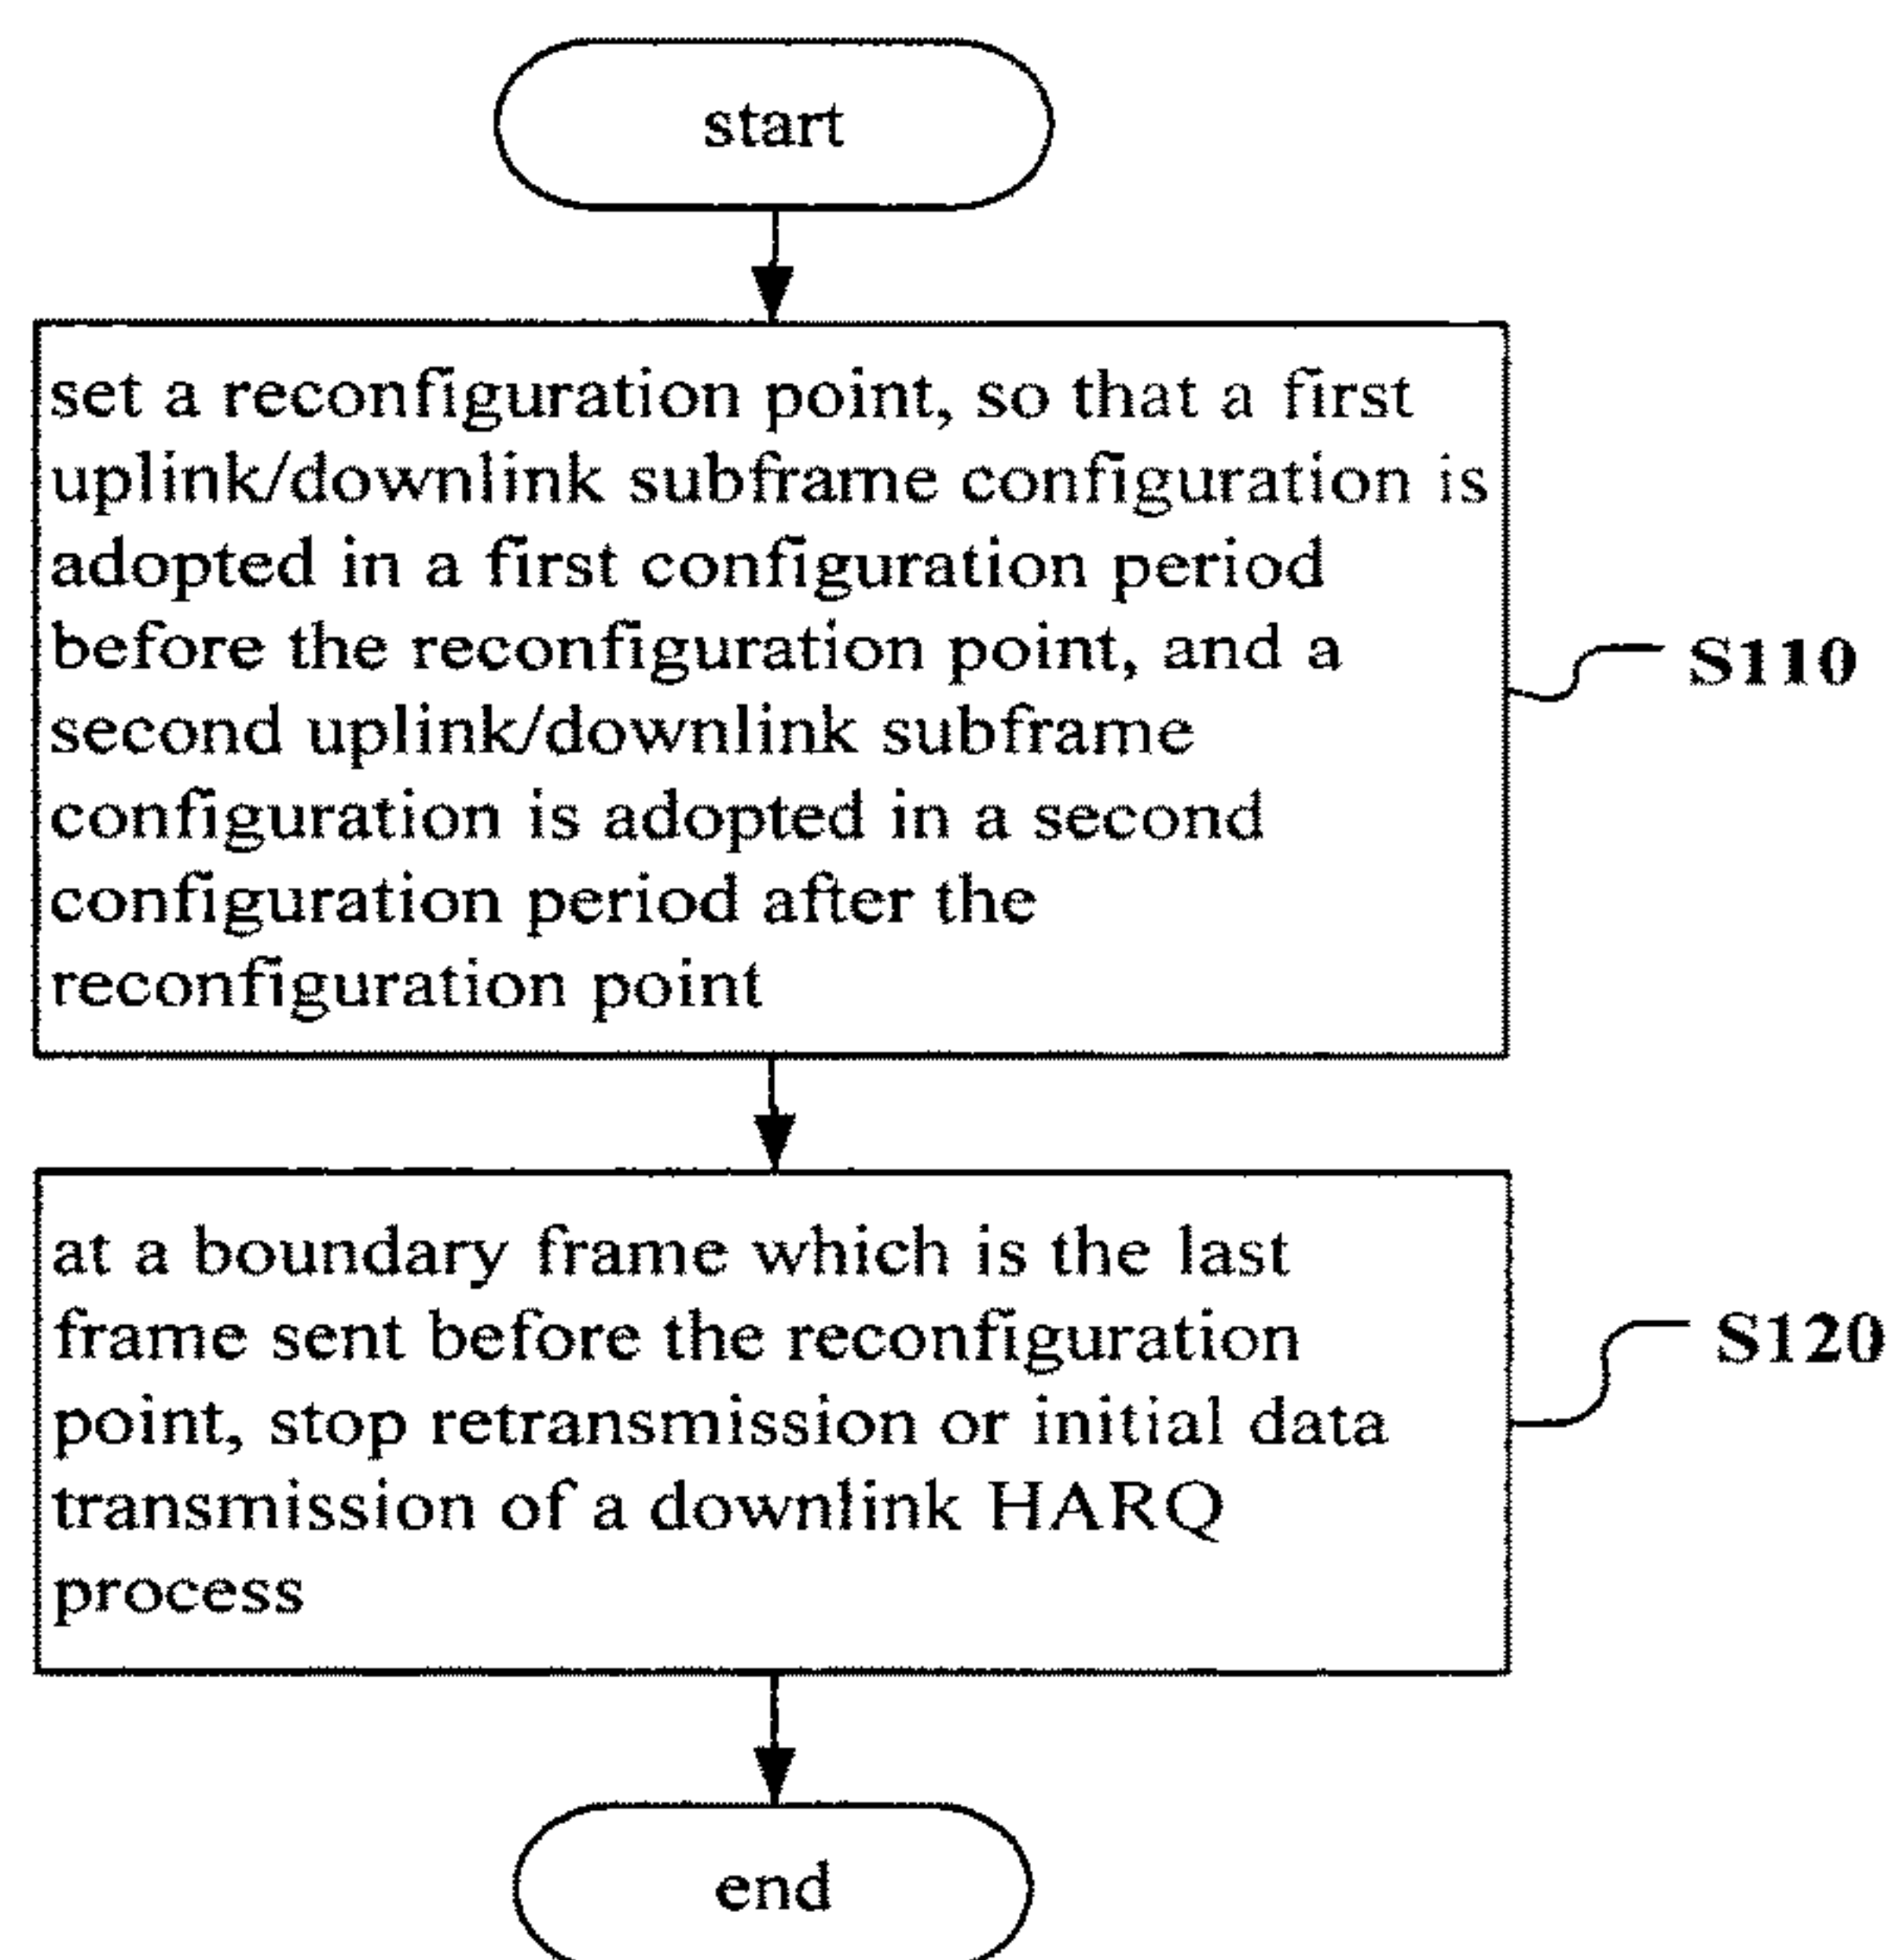 start
set a reconfiguration point, so that a first
uplink/downlink subframe configuration is
adopted in a first configuration period
before the reconfiguration point, and a
second uplink/downlink subframe
configuration is adopted in a second
configuration period after the
reconfiguration point
S110
at a boundary frame which is the last
frame sent before the reconfiguration
point, stop retransmission or initial data
transmission of a downlink HARQ
process
S120
end